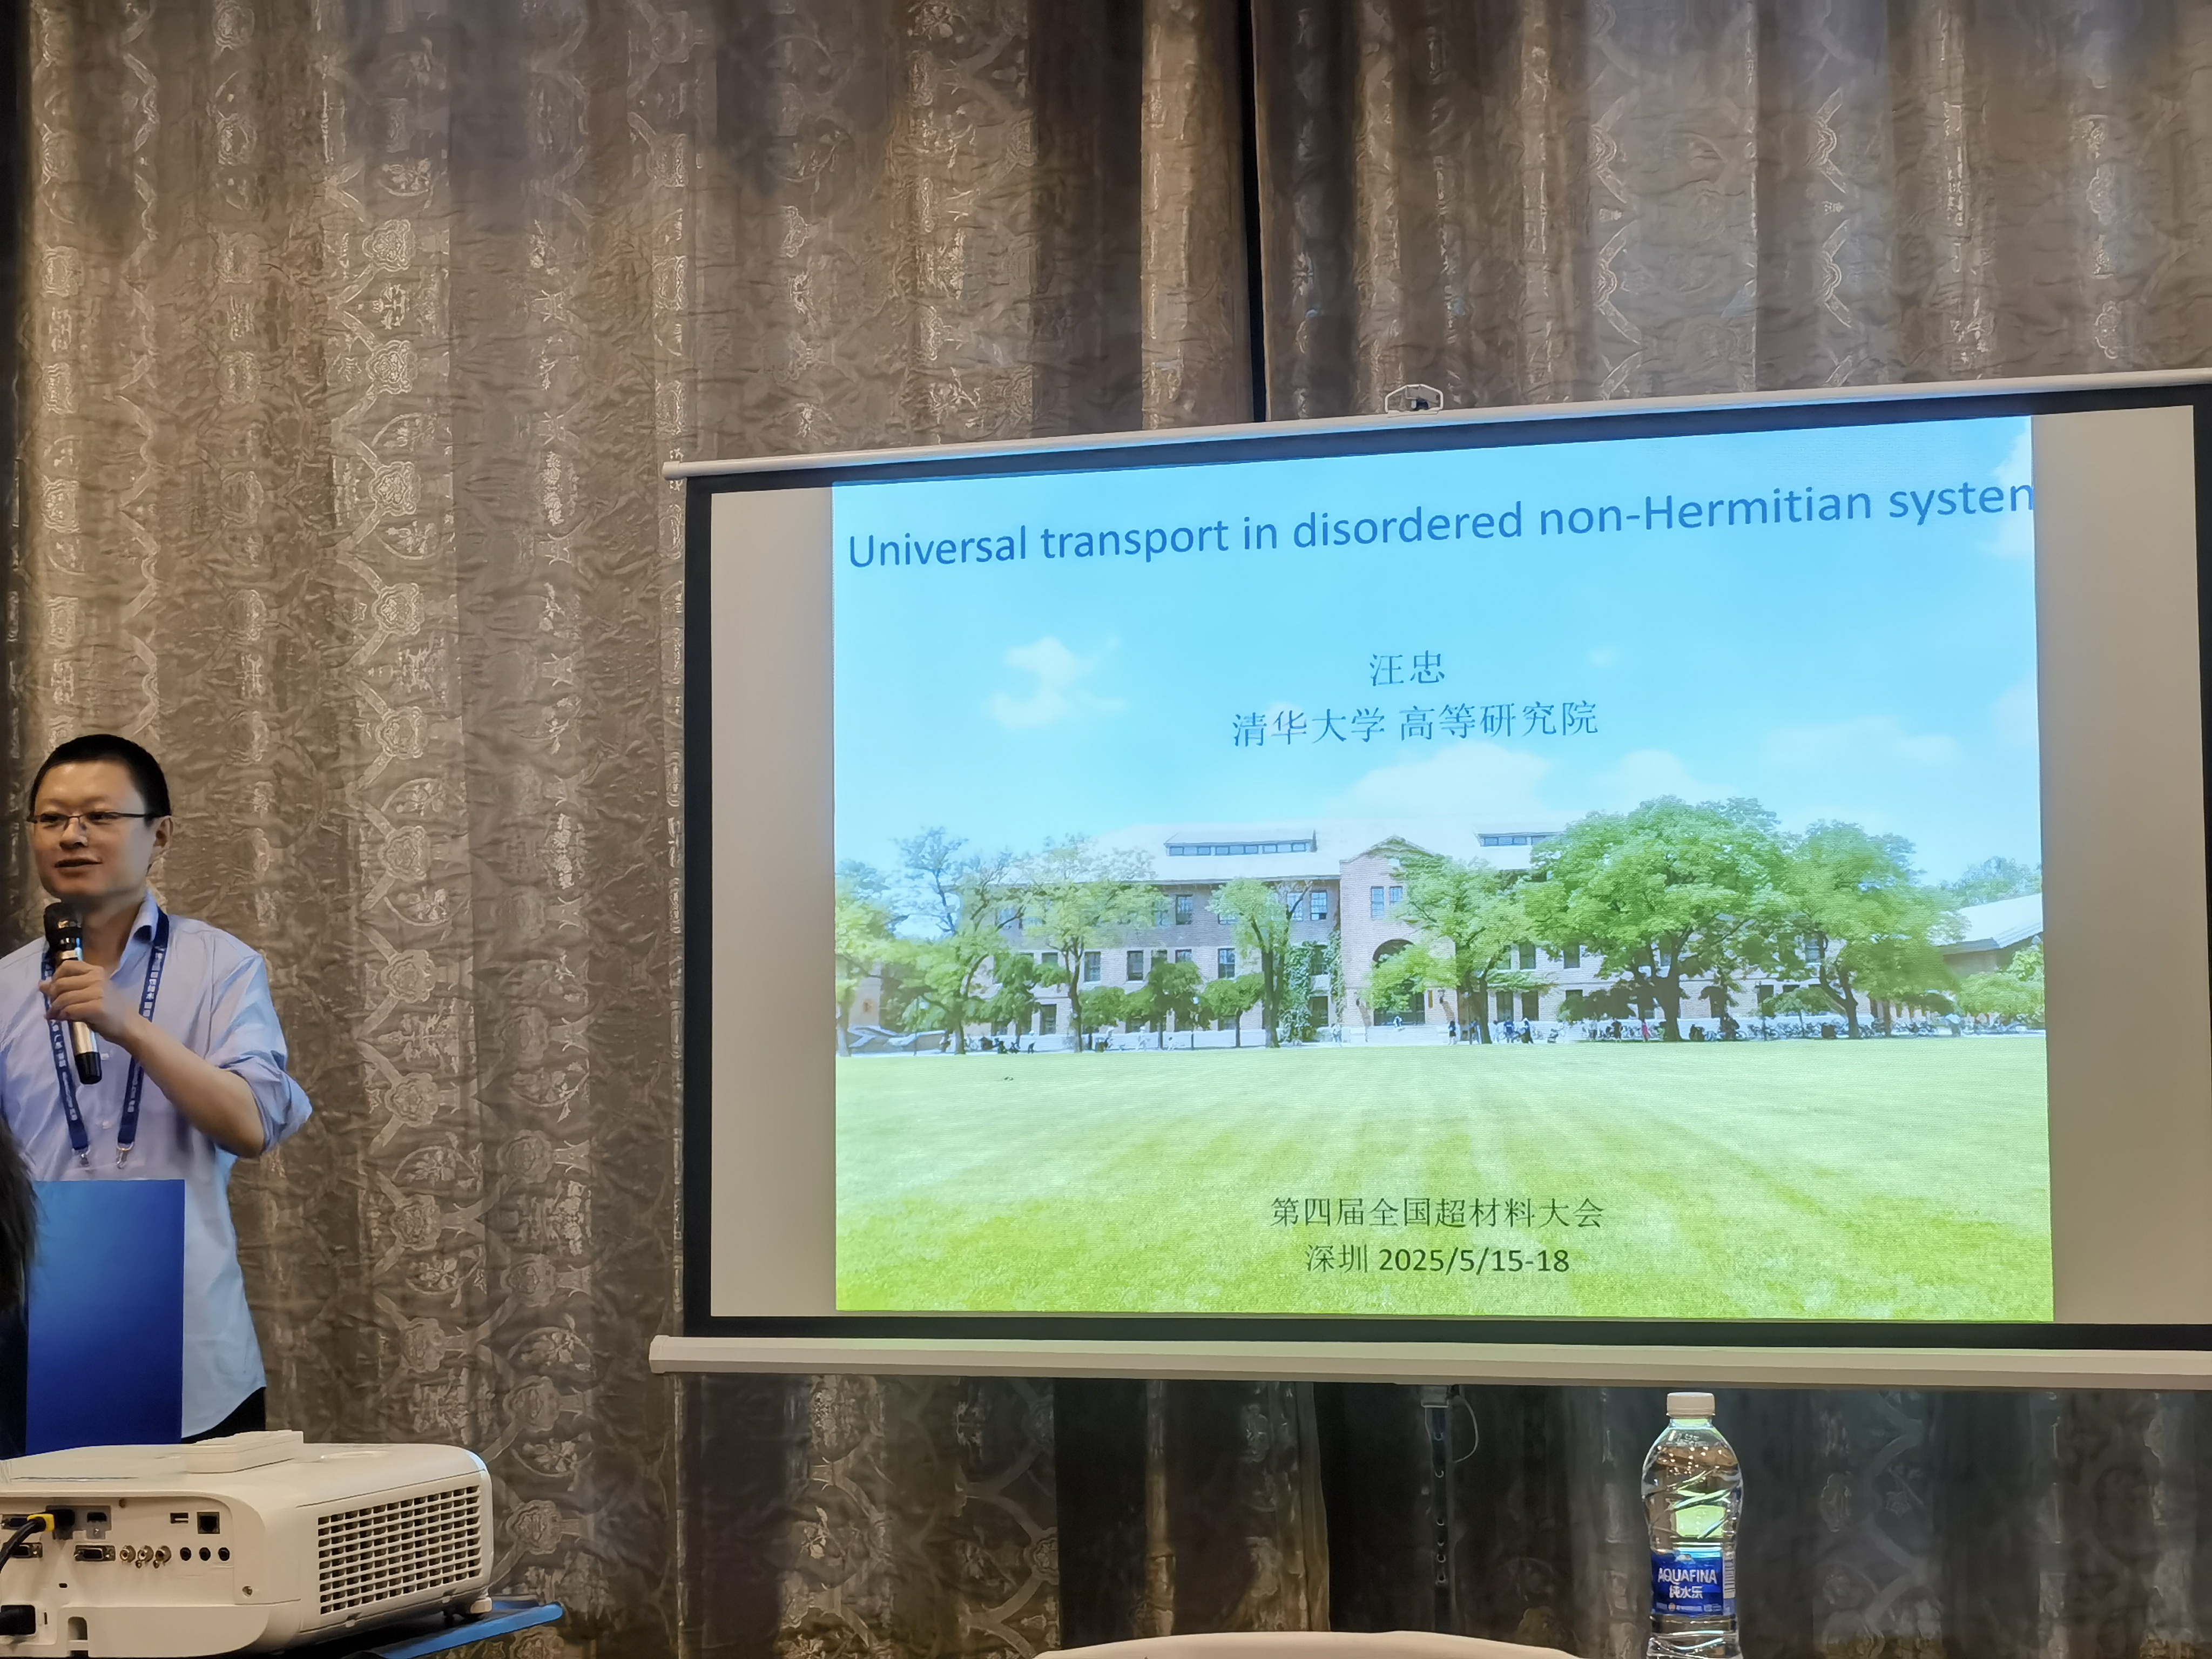 Universal transport in disordered non-Hermitian system
汪忠
清华大学 高等研究院
第四届全国超材料大会
深圳 2025/5/15-18
AQUAFINA
纯水乐